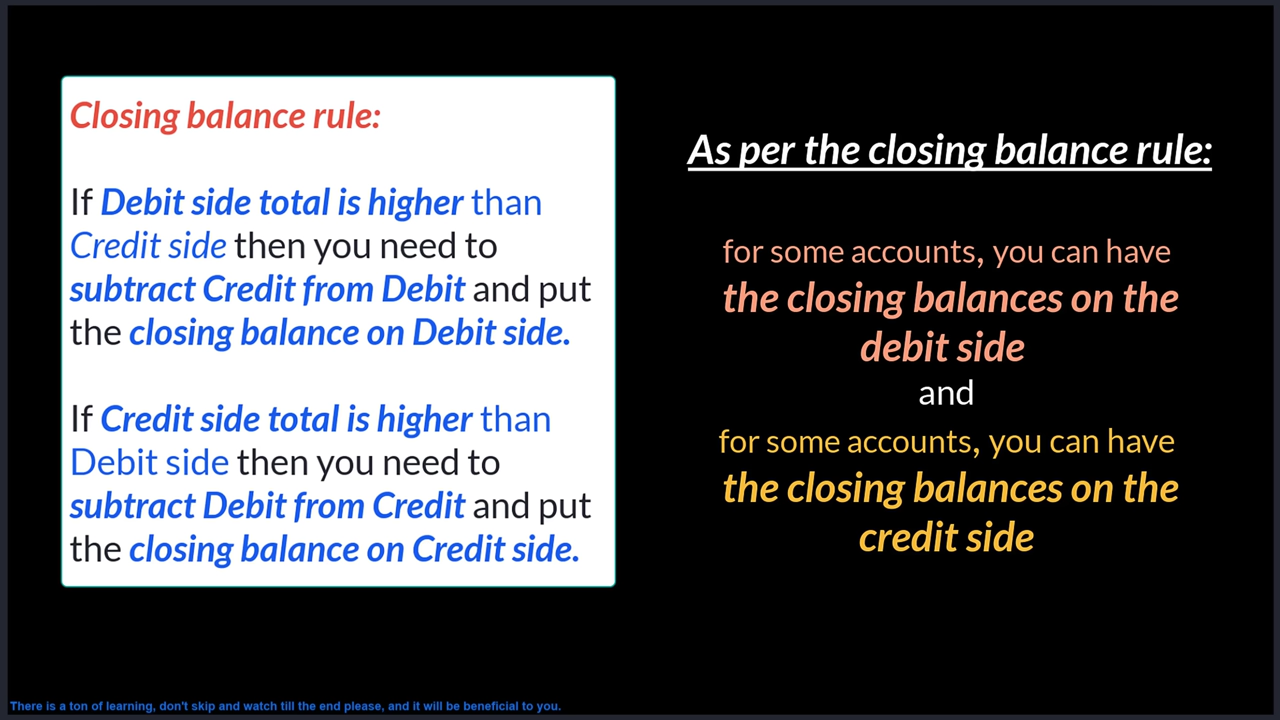 Closing balance rule:
If Debit side total is higher than
Credit side then you need to
subtract Credit from Debit and put
the closing balance on Debit side.
If Credit side total is higher than
Debit side then you need to
subtract Debit from Credit and put
the closing balance on Credit side.
As per the closing balance rule:
for some accounts, you can have
the closing balances on the
debit side
and
for some accounts, you can have
the closing balances on the
credit side
There is a ton of learning, don't skip and watch till the end please, and it will be beneficial to you.